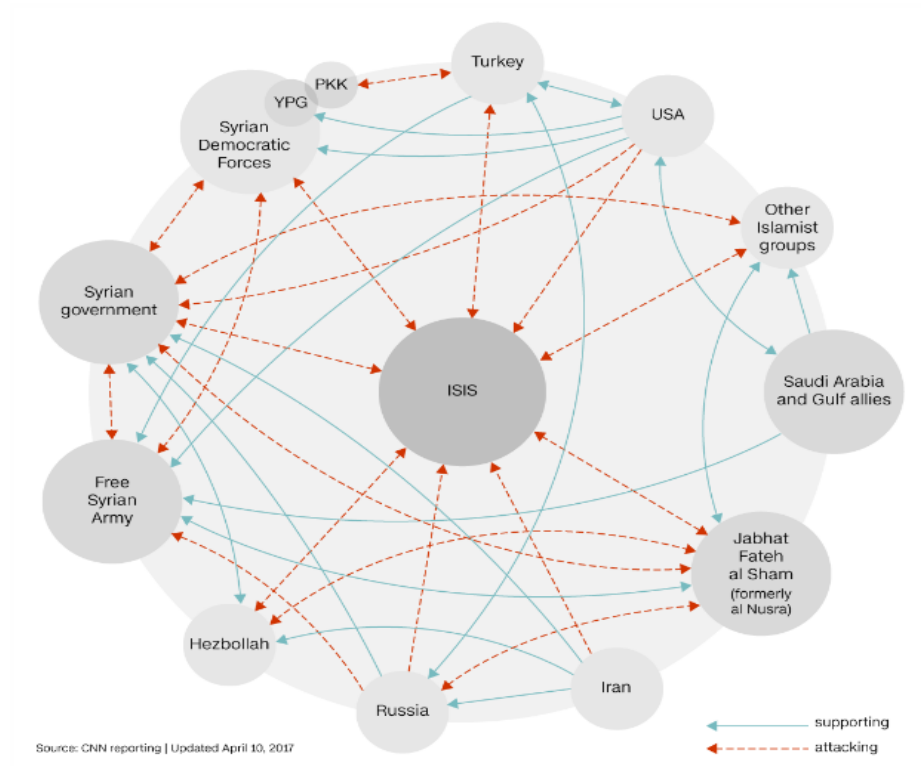 Turkey
PKK
YPG
USA
Syrian
Democratic
Forces
Other
Islamist
groups
Syrian
government
ISIS
Saudi Arabia
and Gulf allies
Free
Syrian
Army
Jabhat
Fateh
al Sham
(formerly
al Nusra)
Hezbollah
Iran
Russia
supporting
attacking
Source: CNN reporting | Updated April 10, 2017